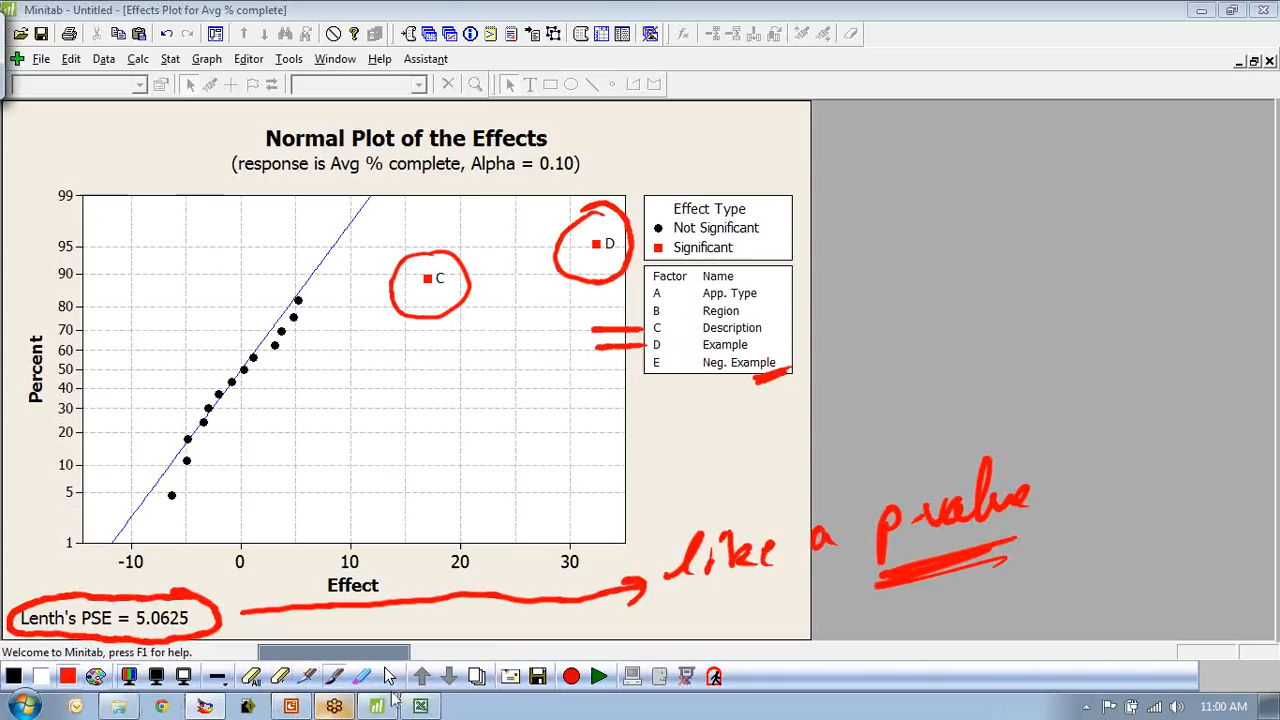 Minitab - Untitled - [Effects Plot for Avg % complete]
File Edit Data Calc Stat Graph Editor Tools Window Help Assistant
Normal Plot of the Effects
(response is Avg % complete, Alpha = 0.10)
99
95
90
80
70
60
50
40
30
20
10
5
1
Percent
D
C
Effect Type
Not Significant
Significant
Factor Name
A App. Type
B Region
C Description
D Example
E Neg. Example
-10 0 10 20 30
Effect
like a p-value
Lenth's PSE = 5.0625
Welcome to Minitab, press F1 for help.
11:00 AM